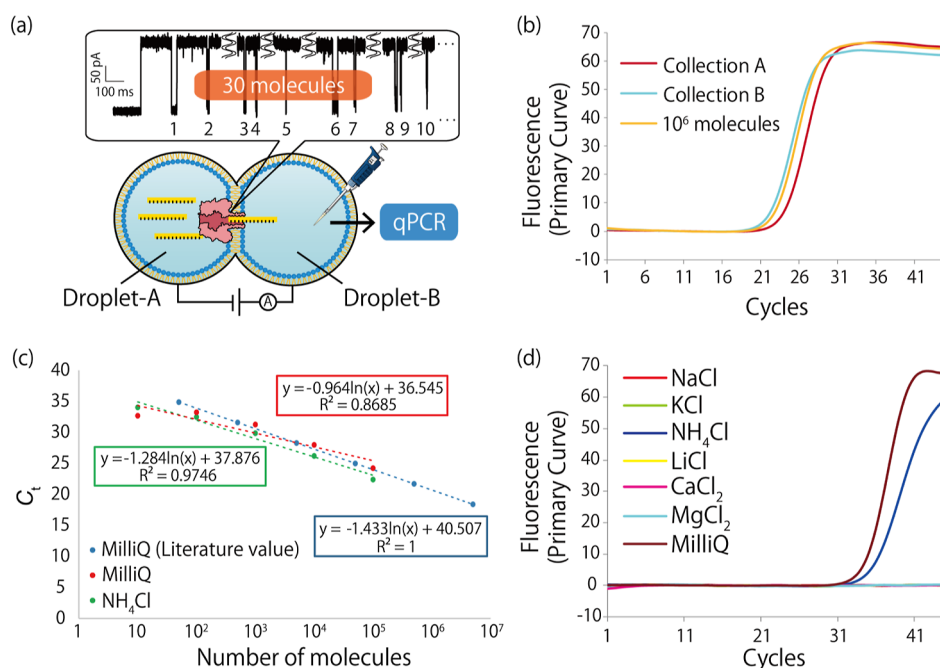 (a)
50 pA
100 ms
30 molecules
1 2 3 4 5 6 7 8 9 10
Droplet-A
A
Droplet-B
qPCR
(b)
Fluorescence
(Primary Curve)
70
60
50
40
30
20
10
0
-10
Collection A
Collection B
10⁶ molecules
1 6 11 16 21 26 31 36 41
Cycles
(c)
Cₜ
40
35
30
25
20
15
10
5
0
y = -0.964ln(x) + 36.545
R² = 0.8685
y = -1.284ln(x) + 37.876
R² = 0.9746
y = -1.433ln(x) + 40.507
R² = 1
MilliQ (Literature value)
MilliQ
NH₄Cl
1 10 10² 10³ 10⁴ 10⁵ 10⁶ 10⁷
Number of molecules
(d)
Fluorescence
(Primary Curve)
70
60
50
40
30
20
10
0
-10
NaCl
KCl
NH₄Cl
LiCl
CaCl₂
MgCl₂
MilliQ
1 11 21 31 41
Cycles